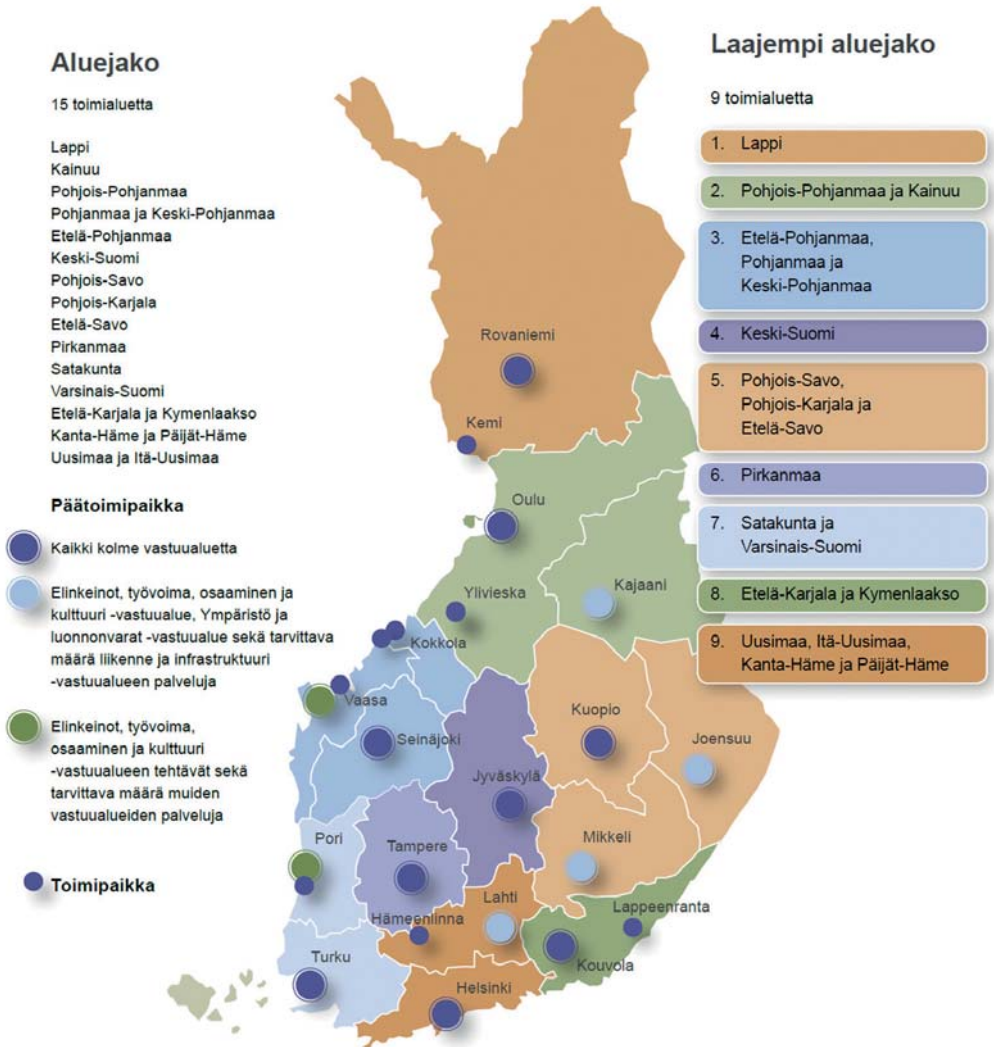 Aluejako
15 toimialuetta
Lappi
Kainuu
Pohjois-Pohjanmaa
Pohjanmaa ja Keski-Pohjanmaa
Etelä-Pohjanmaa
Keski-Suomi
Pohjois-Savo
Pohjois-Karjala
Etelä-Savo
Pirkanmaa
Satakunta
Varsinais-Suomi
Etelä-Karjala ja Kymenlaakso
Kanta-Häme ja Päijät-Häme
Uusimaa ja Itä-Uusimaa
Päätoimipaikka
Kaikki kolme vastuualuetta
Elinkeinot, työvoima, osaaminen ja
kulttuuri -vastuualue, Ympäristö ja
luonnonvarat -vastuualue sekä tarvittava
määrä liikenne ja infrastruktuuri
-vastuualueen palveluja
Elinkeinot, työvoima,
osaaminen ja kulttuuri
-vastuualueen tehtävät sekä
tarvittava määrä muiden
vastuualueiden palveluja
Toimipaikka
Rovaniemi
Kemi
Oulu
Ylivieska
Kajaani
Kokkola
Vaasa
Seinäjoki
Kuopio
Joensuu
Jyväskylä
Mikkeli
Pori
Tampere
Lahti
Hämeenlinna
Lappeenranta
Kouvola
Turku
Helsinki
Laajempi aluejako
9 toimialuetta
1. Lappi
2. Pohjois-Pohjanmaa ja Kainuu
3. Etelä-Pohjanmaa,
Pohjanmaa ja
Keski-Pohjanmaa
4. Keski-Suomi
5. Pohjois-Savo,
Pohjois-Karjala ja
Etelä-Savo
6. Pirkanmaa
7. Satakunta ja
Varsinais-Suomi
8. Etelä-Karjala ja Kymenlaakso
9. Uusimaa, Itä-Uusimaa,
Kanta-Häme ja Päijät-Häme